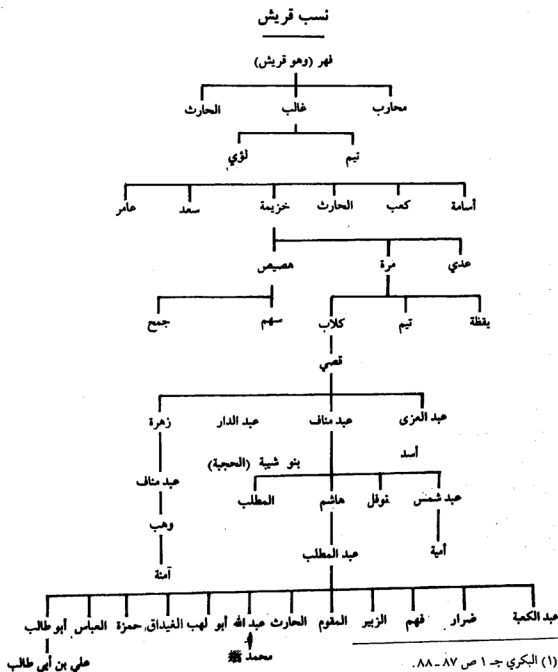 نسب قريش
فهر (وهو قريش)
محارب غالب الحارث
تيم لؤي
أسامة كعب الحارث خزيمة سعد عامر
عدي مرة هصيص
يقظة تيم كلاب سهم جمح
قصي
عبد العزى عبد مناف عبد الدار زهرة
أسد بنو شيبة (الحجبة)
عبد شمس نوفل هاشم المطلب عبد مناف
أمية عبد المطلب وهب
آمنة
عبد الكعبة ضرار فهم الزبير المقوم الحارث عبد الله أبو لهب الغيداق حمزة العباس أبو طالب
محمد ﷺ علي بن أبي طالب
(١) البكري جـ ١ ص ٨٧ ـ ٨٨.